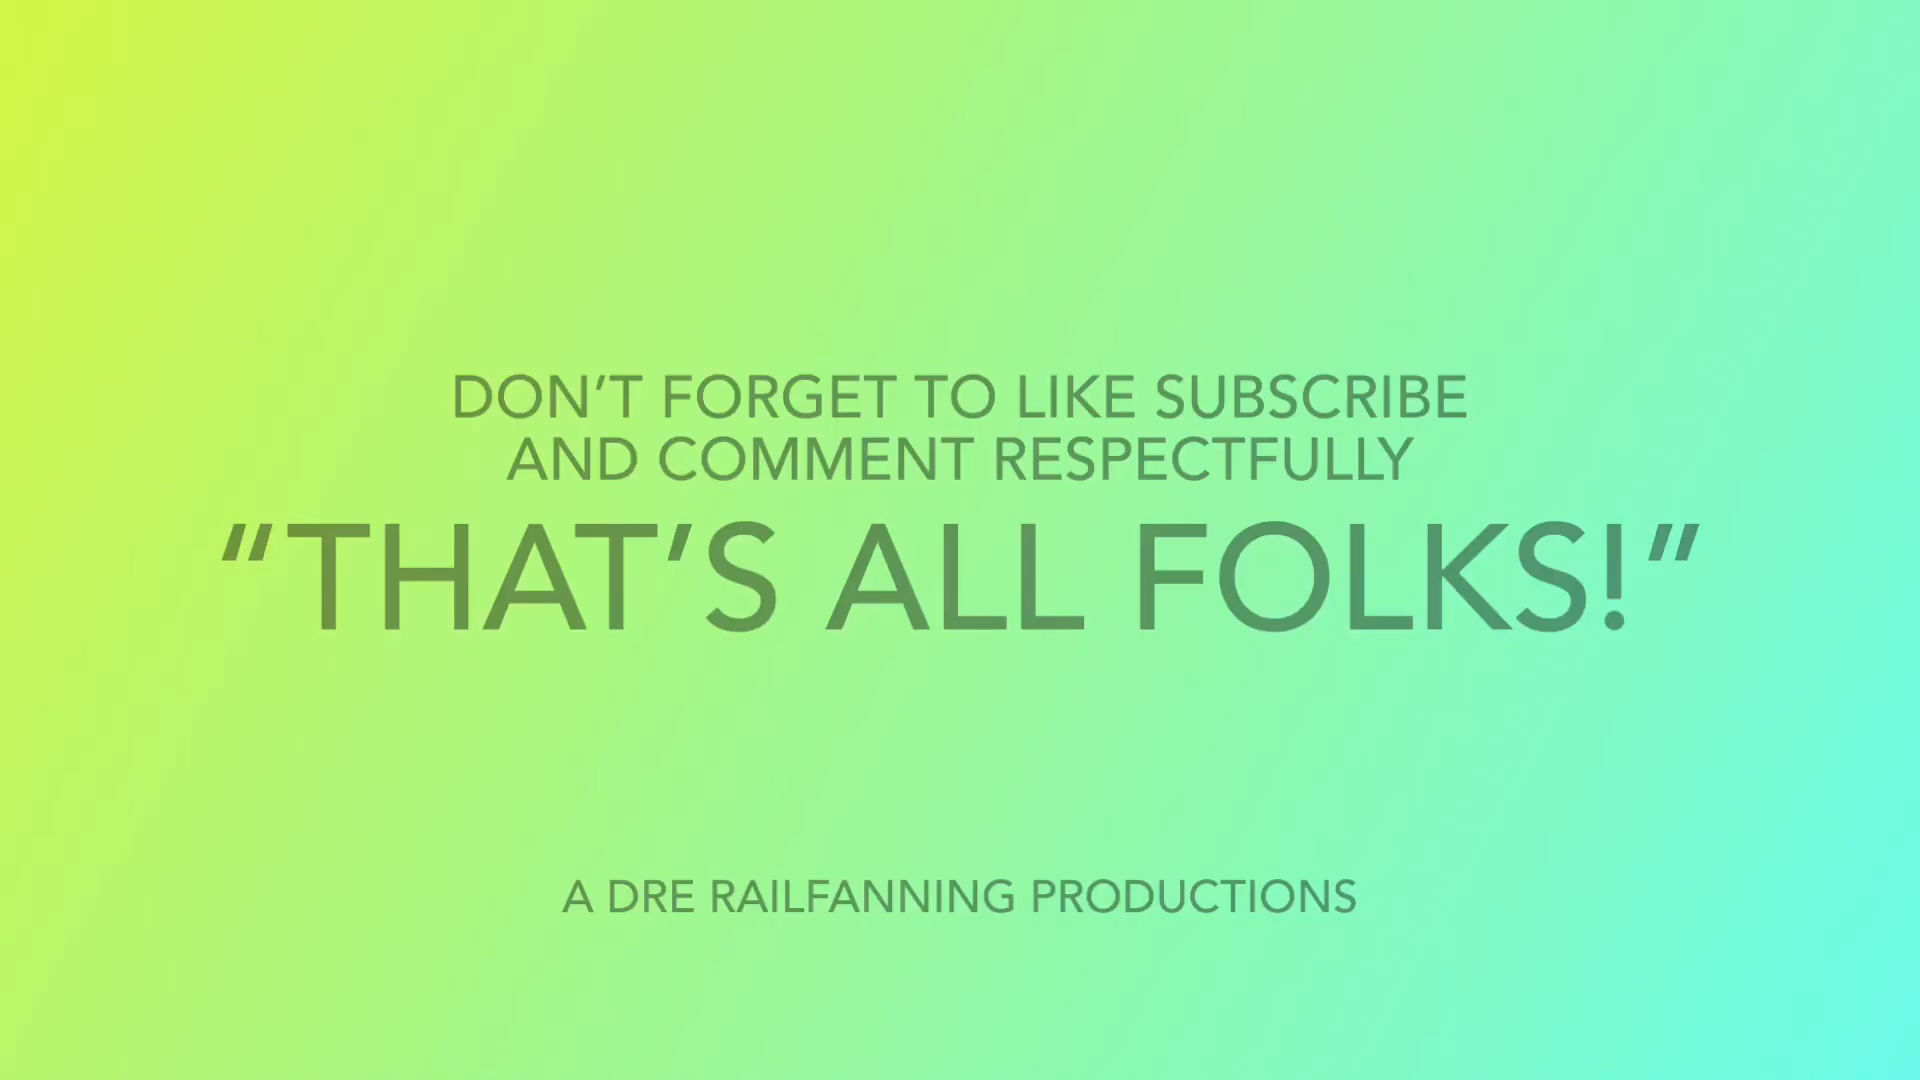 DON’T FORGET TO LIKE SUBSCRIBE
AND COMMENT RESPECTFULLY
“THAT’S ALL FOLKS!”
A DRE RAILFANNING PRODUCTIONS